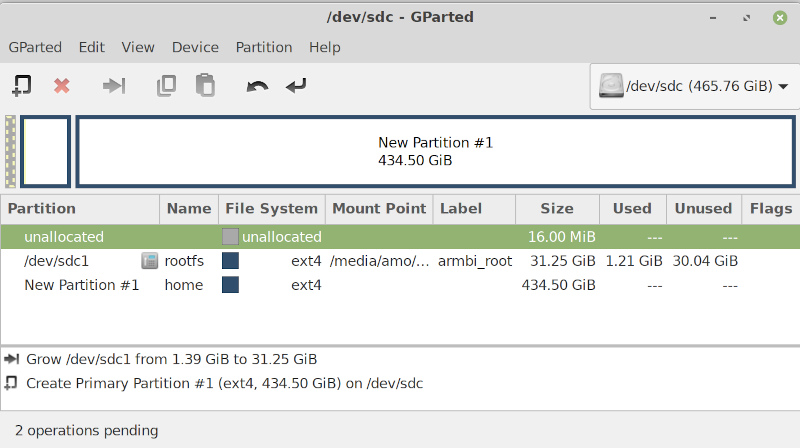 /dev/sdc - GParted
GParted Edit View Device Partition Help
/dev/sdc (465.76 GiB)
New Partition #1
434.50 GiB
Partition Name File System Mount Point Label Size Used Unused Flags
unallocated unallocated 16.00 MiB --- ---
/dev/sdc1 rootfs ext4 /media/amo/... armbi_root 31.25 GiB 1.21 GiB 30.04 GiB
New Partition #1 home ext4 434.50 GiB --- ---
Grow /dev/sdc1 from 1.39 GiB to 31.25 GiB
Create Primary Partition #1 (ext4, 434.50 GiB) on /dev/sdc
2 operations pending